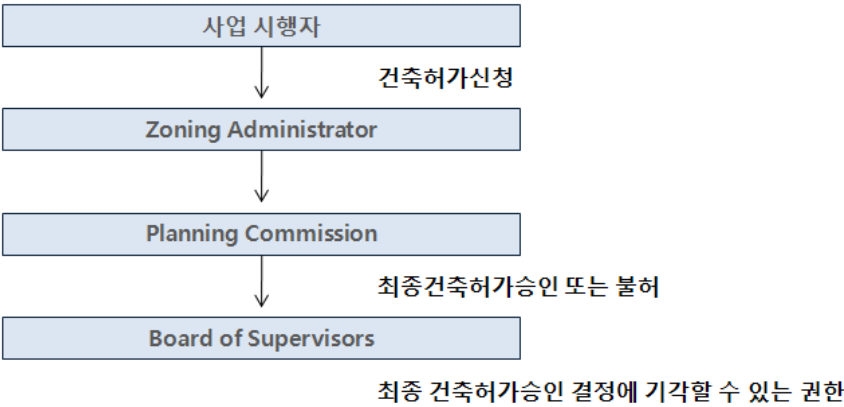 사업 시행자
건축허가신청
Zoning Administrator
Planning Commission
최종건축허가승인 또는 불허
Board of Supervisors
최종 건축허가승인 결정에 기각할 수 있는 권한